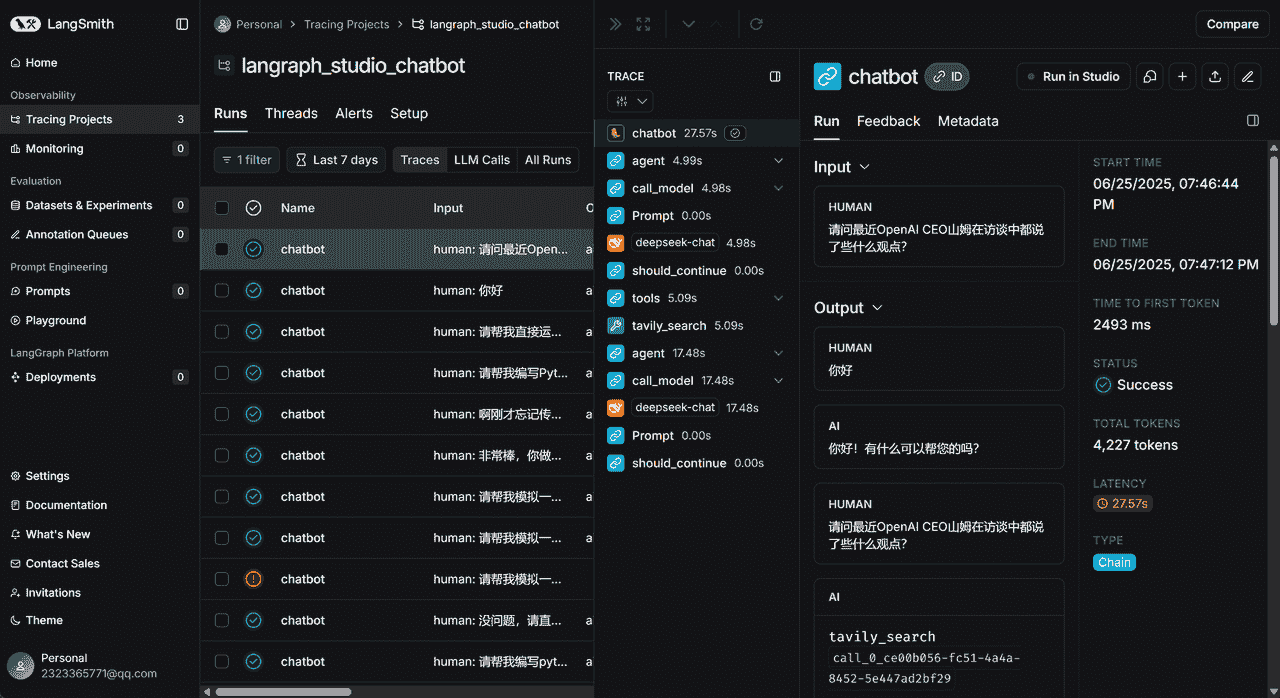 LangSmith
Home
Observability
Tracing Projects 3
Monitoring 0
Evaluation
Datasets & Experiments 0
Annotation Queues 0
Prompt Engineering
Prompts 0
Playground
LangGraph Platform
Deployments 0
Settings
Documentation
What's New
Contact Sales
Invitations
Theme
Personal
2323365771@qq.com
Personal > Tracing Projects > langraph_studio_chatbot
langraph_studio_chatbot
Runs Threads Alerts Setup
1 filter Last 7 days Traces LLM Calls All Runs
Name Input O
chatbot human: 请问最近Open... a
chatbot human: 你好 a
chatbot human: 请帮我直接运... a
chatbot human: 请帮我编写Pyt... a
chatbot human: 啊刚才忘记传... a
chatbot human: 非常棒，你做... a
chatbot human: 请帮我模拟一... a
chatbot human: 请帮我模拟一... a
chatbot human: 请帮我模拟一...
chatbot human: 没问题，请直... a
chatbot human: 请帮我编写pyt... a
Compare
TRACE
chatbot 27.57s
agent 4.99s
call_model 4.98s
Prompt 0.00s
deepseek-chat 4.98s
should_continue 0.00s
tools 5.09s
tavily_search 5.09s
agent 17.48s
call_model 17.48s
deepseek-chat 17.48s
Prompt 0.00s
should_continue 0.00s
chatbot ID
Run in Studio
Run Feedback Metadata
Input
HUMAN
请问最近OpenAI CEO山姆在访谈中都说
了些什么观点？
Output
HUMAN
你好
AI
你好！有什么可以帮您的吗？
HUMAN
请问最近OpenAI CEO山姆在访谈中都说
了些什么观点？
AI
tavily_search
call_0_ce00b056-fc51-4a4a-
8452-5e447ad2bf29
START TIME
06/25/2025, 07:46:44
PM
END TIME
06/25/2025, 07:47:12 PM
TIME TO FIRST TOKEN
2493 ms
STATUS
Success
TOTAL TOKENS
4,227 tokens
LATENCY
27.57s
TYPE
Chain